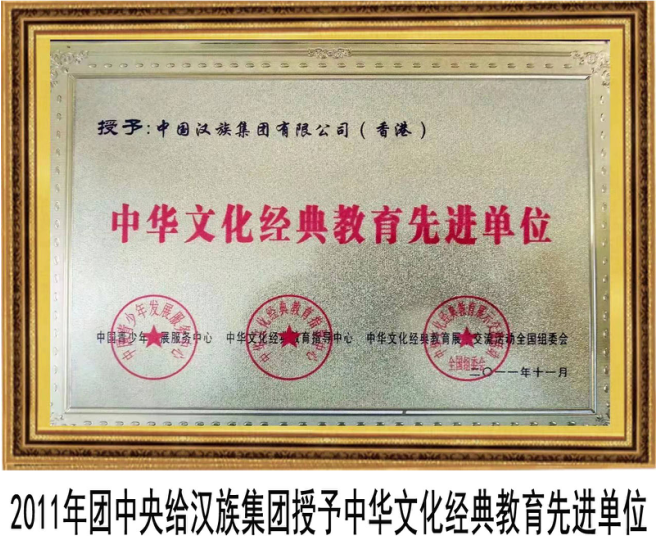 授予:中国汉族集团有限公司(香港)
中华文化经典教育先进单位
中国青少年发展服务中心 中华文化经典教育指导中心 中华文化经典教育展示交流活动全国组委会
全国组委会
二〇一一年十一月
2011年团中央给汉族集团授予中华文化经典教育先进单位